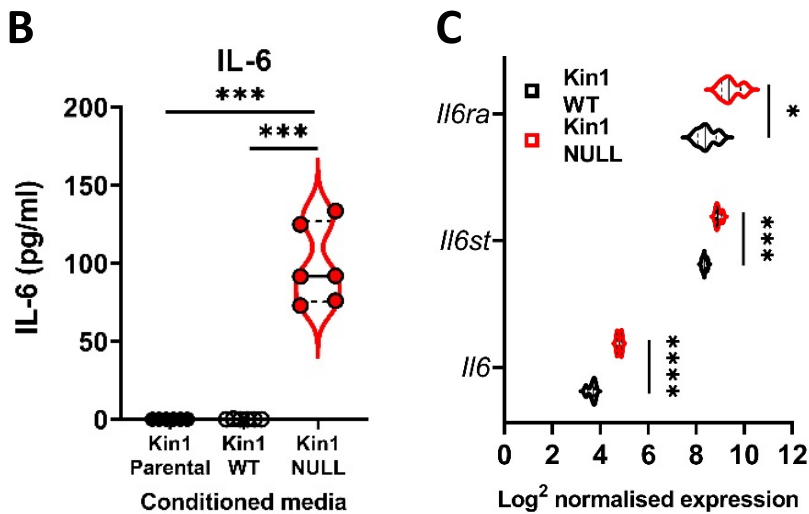 B
IL-6
***
***
IL-6 (pg/ml)
200
150
100
50
0
Kin1
Parental
Kin1
WT
Kin1
NULL
Conditioned media
C
Kin1
WT
Kin1
NULL
Il6ra
*
Il6st
***
Il6
****
0 2 4 6 8 10 12
Log² normalised expression